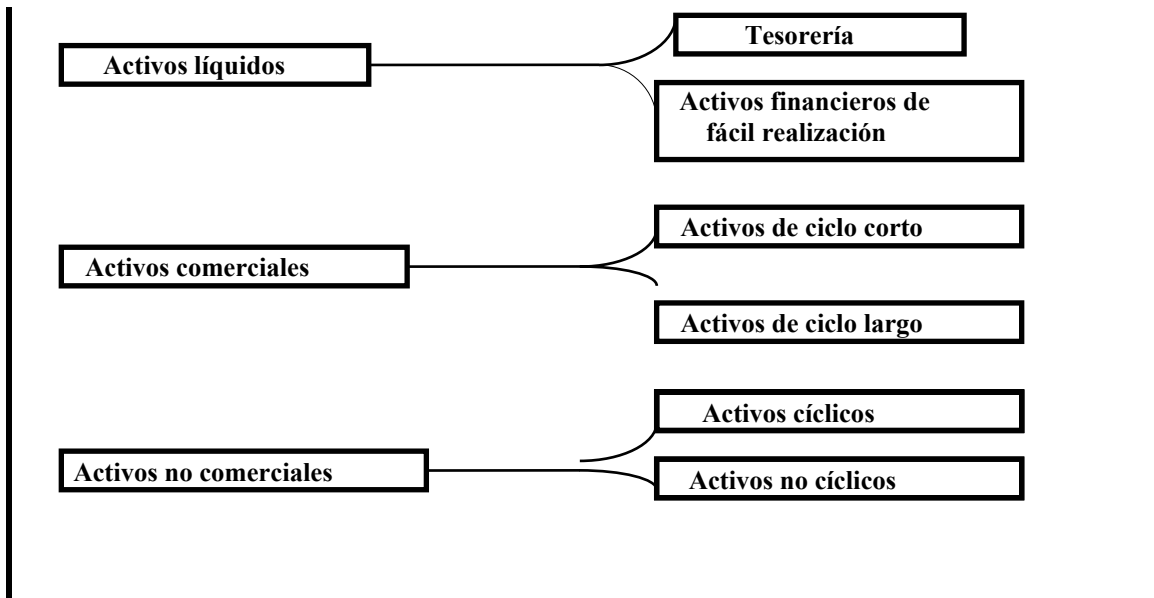 Activos líquidos
Tesorería
Activos financieros de
fácil realización
Activos comerciales
Activos de ciclo corto
Activos de ciclo largo
Activos no comerciales
Activos cíclicos
Activos no cíclicos